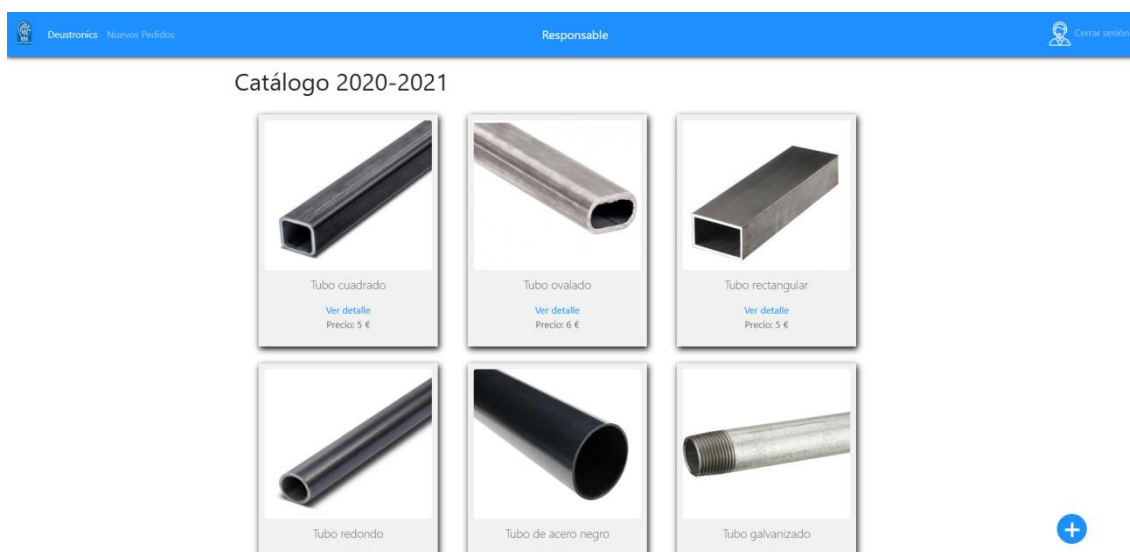 Deustronics Nuevos Pedidos Responsable Cerrar sesión
Catálogo 2020-2021
Tubo cuadrado Tubo ovalado Tubo rectangular
Ver detalle Ver detalle Ver detalle
Precio: 5 € Precio: 6 € Precio: 5 €
Tubo redondo Tubo de acero negro Tubo galvanizado